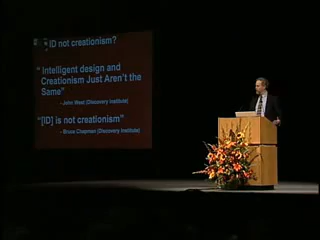 ID not creationism?
“ Intelligent design and
Creationism Just Aren't the
Same”
- John West (Discovery Institute)
“[ID] is not creationism”
- Bruce Chapman (Discovery Institute)